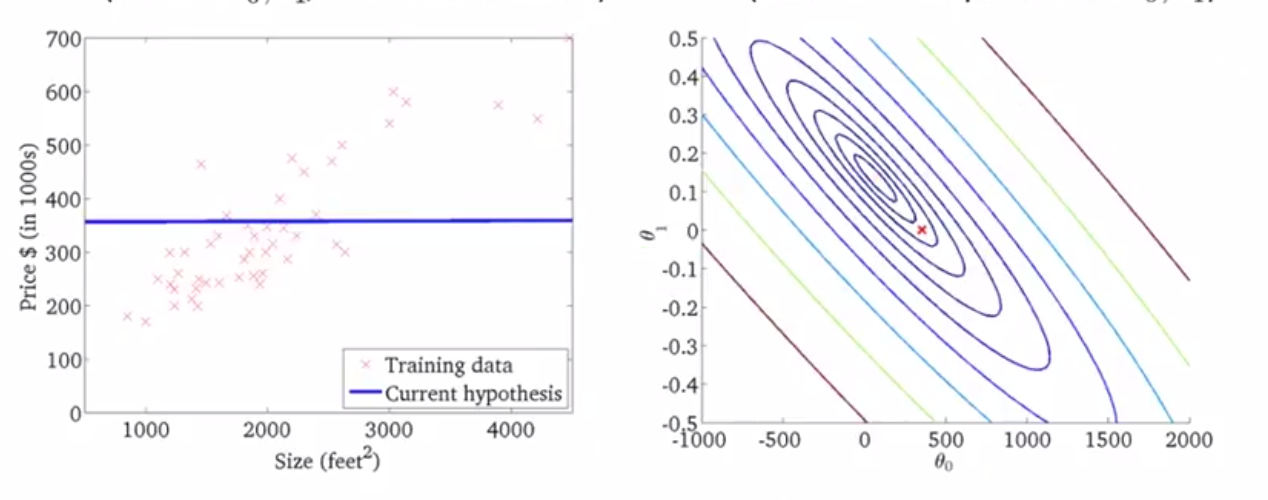 700
600
500
400
300
200
100
0
Price $ (in 1000s)
1000 2000 3000 4000
Size (feet²)
Training data
Current hypothesis
0.5
0.4
0.3
0.2
0.1
0
-0.1
-0.2
-0.3
-0.4
-0.5
θ₁
-1000 -500 0 500 1000 1500 2000
θ₀